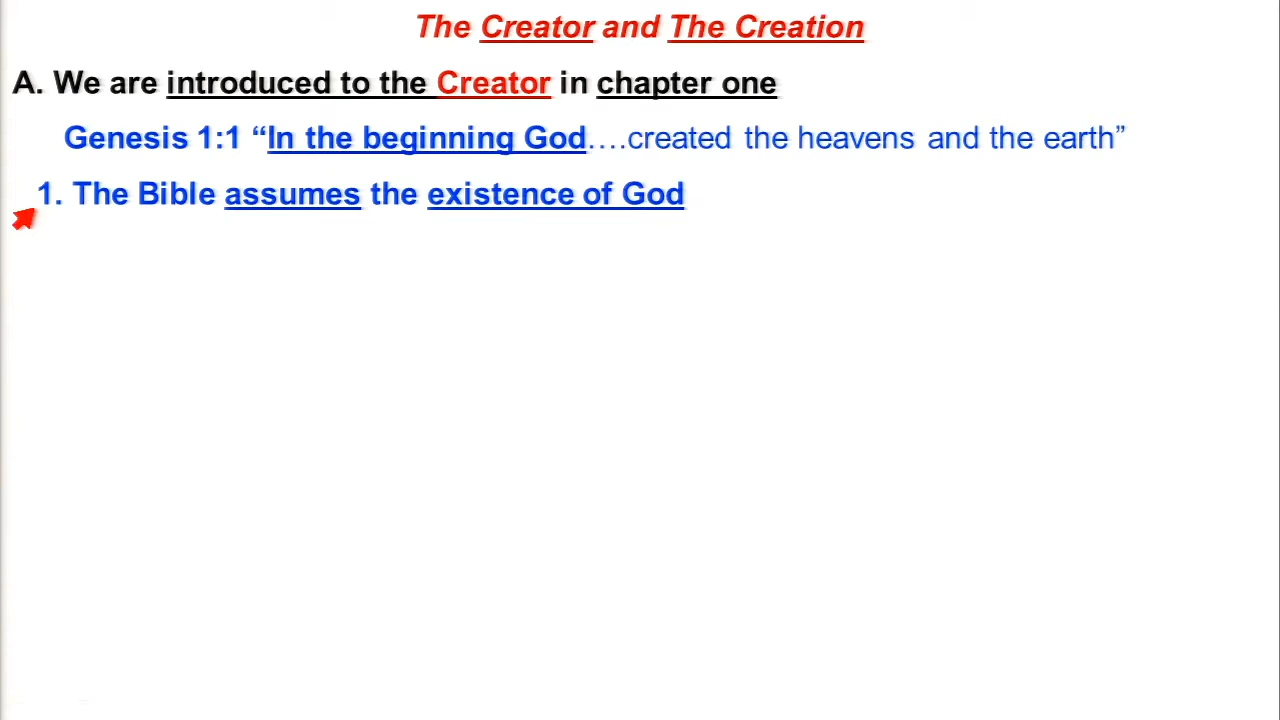 The Creator and The Creation
A. We are introduced to the Creator in chapter one
Genesis 1:1 “In the beginning God….created the heavens and the earth”
1. The Bible assumes the existence of God